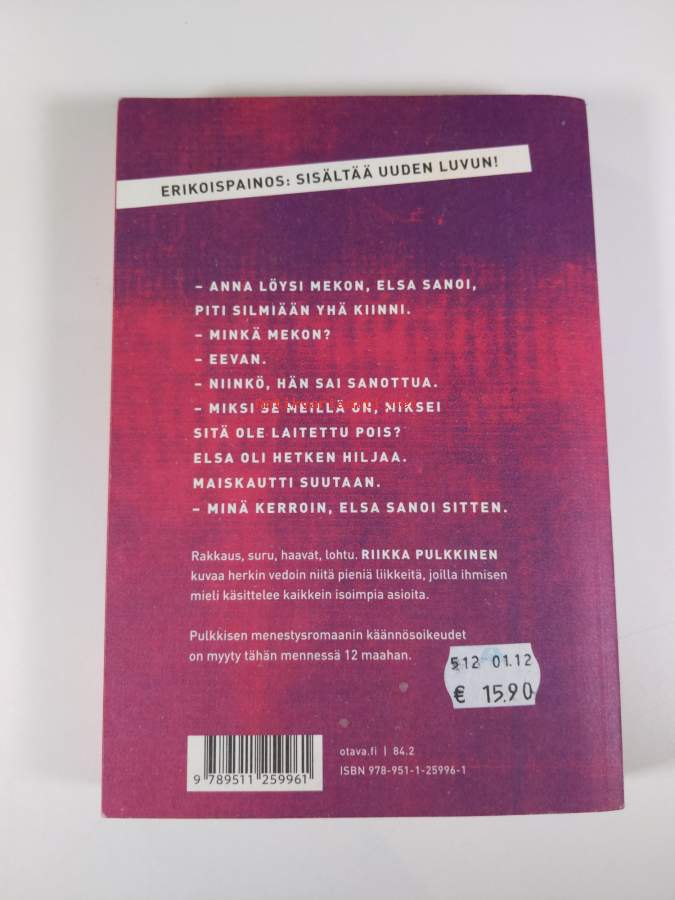 ERIKOISPAINOS: SISÄLTÄÄ UUDEN LUVUN!
– ANNA LÖYSI MEKON, ELSA SANOI,
PITI SILMIÄÄN YHÄ KIINNI.
– MINKÄ MEKON?
– EEVAN.
– NIINKÖ, HÄN SAI SANOTTUA.
– MIKSI SE MEILLÄ ON, MIKSEI
SITÄ OLE LAITETTU POIS?
ELSA OLI HETKEN HILJAA.
MAISKAUTTI SUUTAAN.
– MINÄ KERROIN, ELSA SANOI SITTEN.
Rakkaus, suru, haavat, lohtu. RIIKKA PULKKINEN
kuvaa herkin vedoin niitä pieniä liikkeitä, joilla ihmisen
mieli käsittelee kaikkein isoimpia asioita.
Pulkkisen menestysromaanin käännösoikeudet
on myyty tähän mennessä 12 maahan.
512 01.12
€ 15.90
otava.fi | 84.2
ISBN 978-951-1-25996-1
9 789511 259961